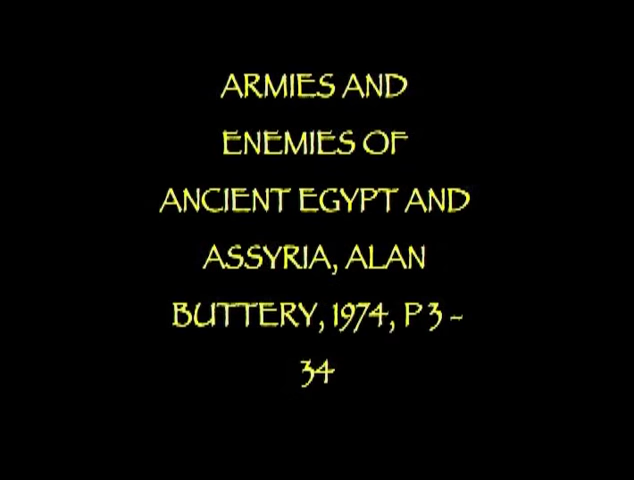 ARMIES AND
ENEMIES OF
ANCIENT EGYPT AND
ASSYRIA, ALAN
BUTTERY, 1974, P 3 -
34